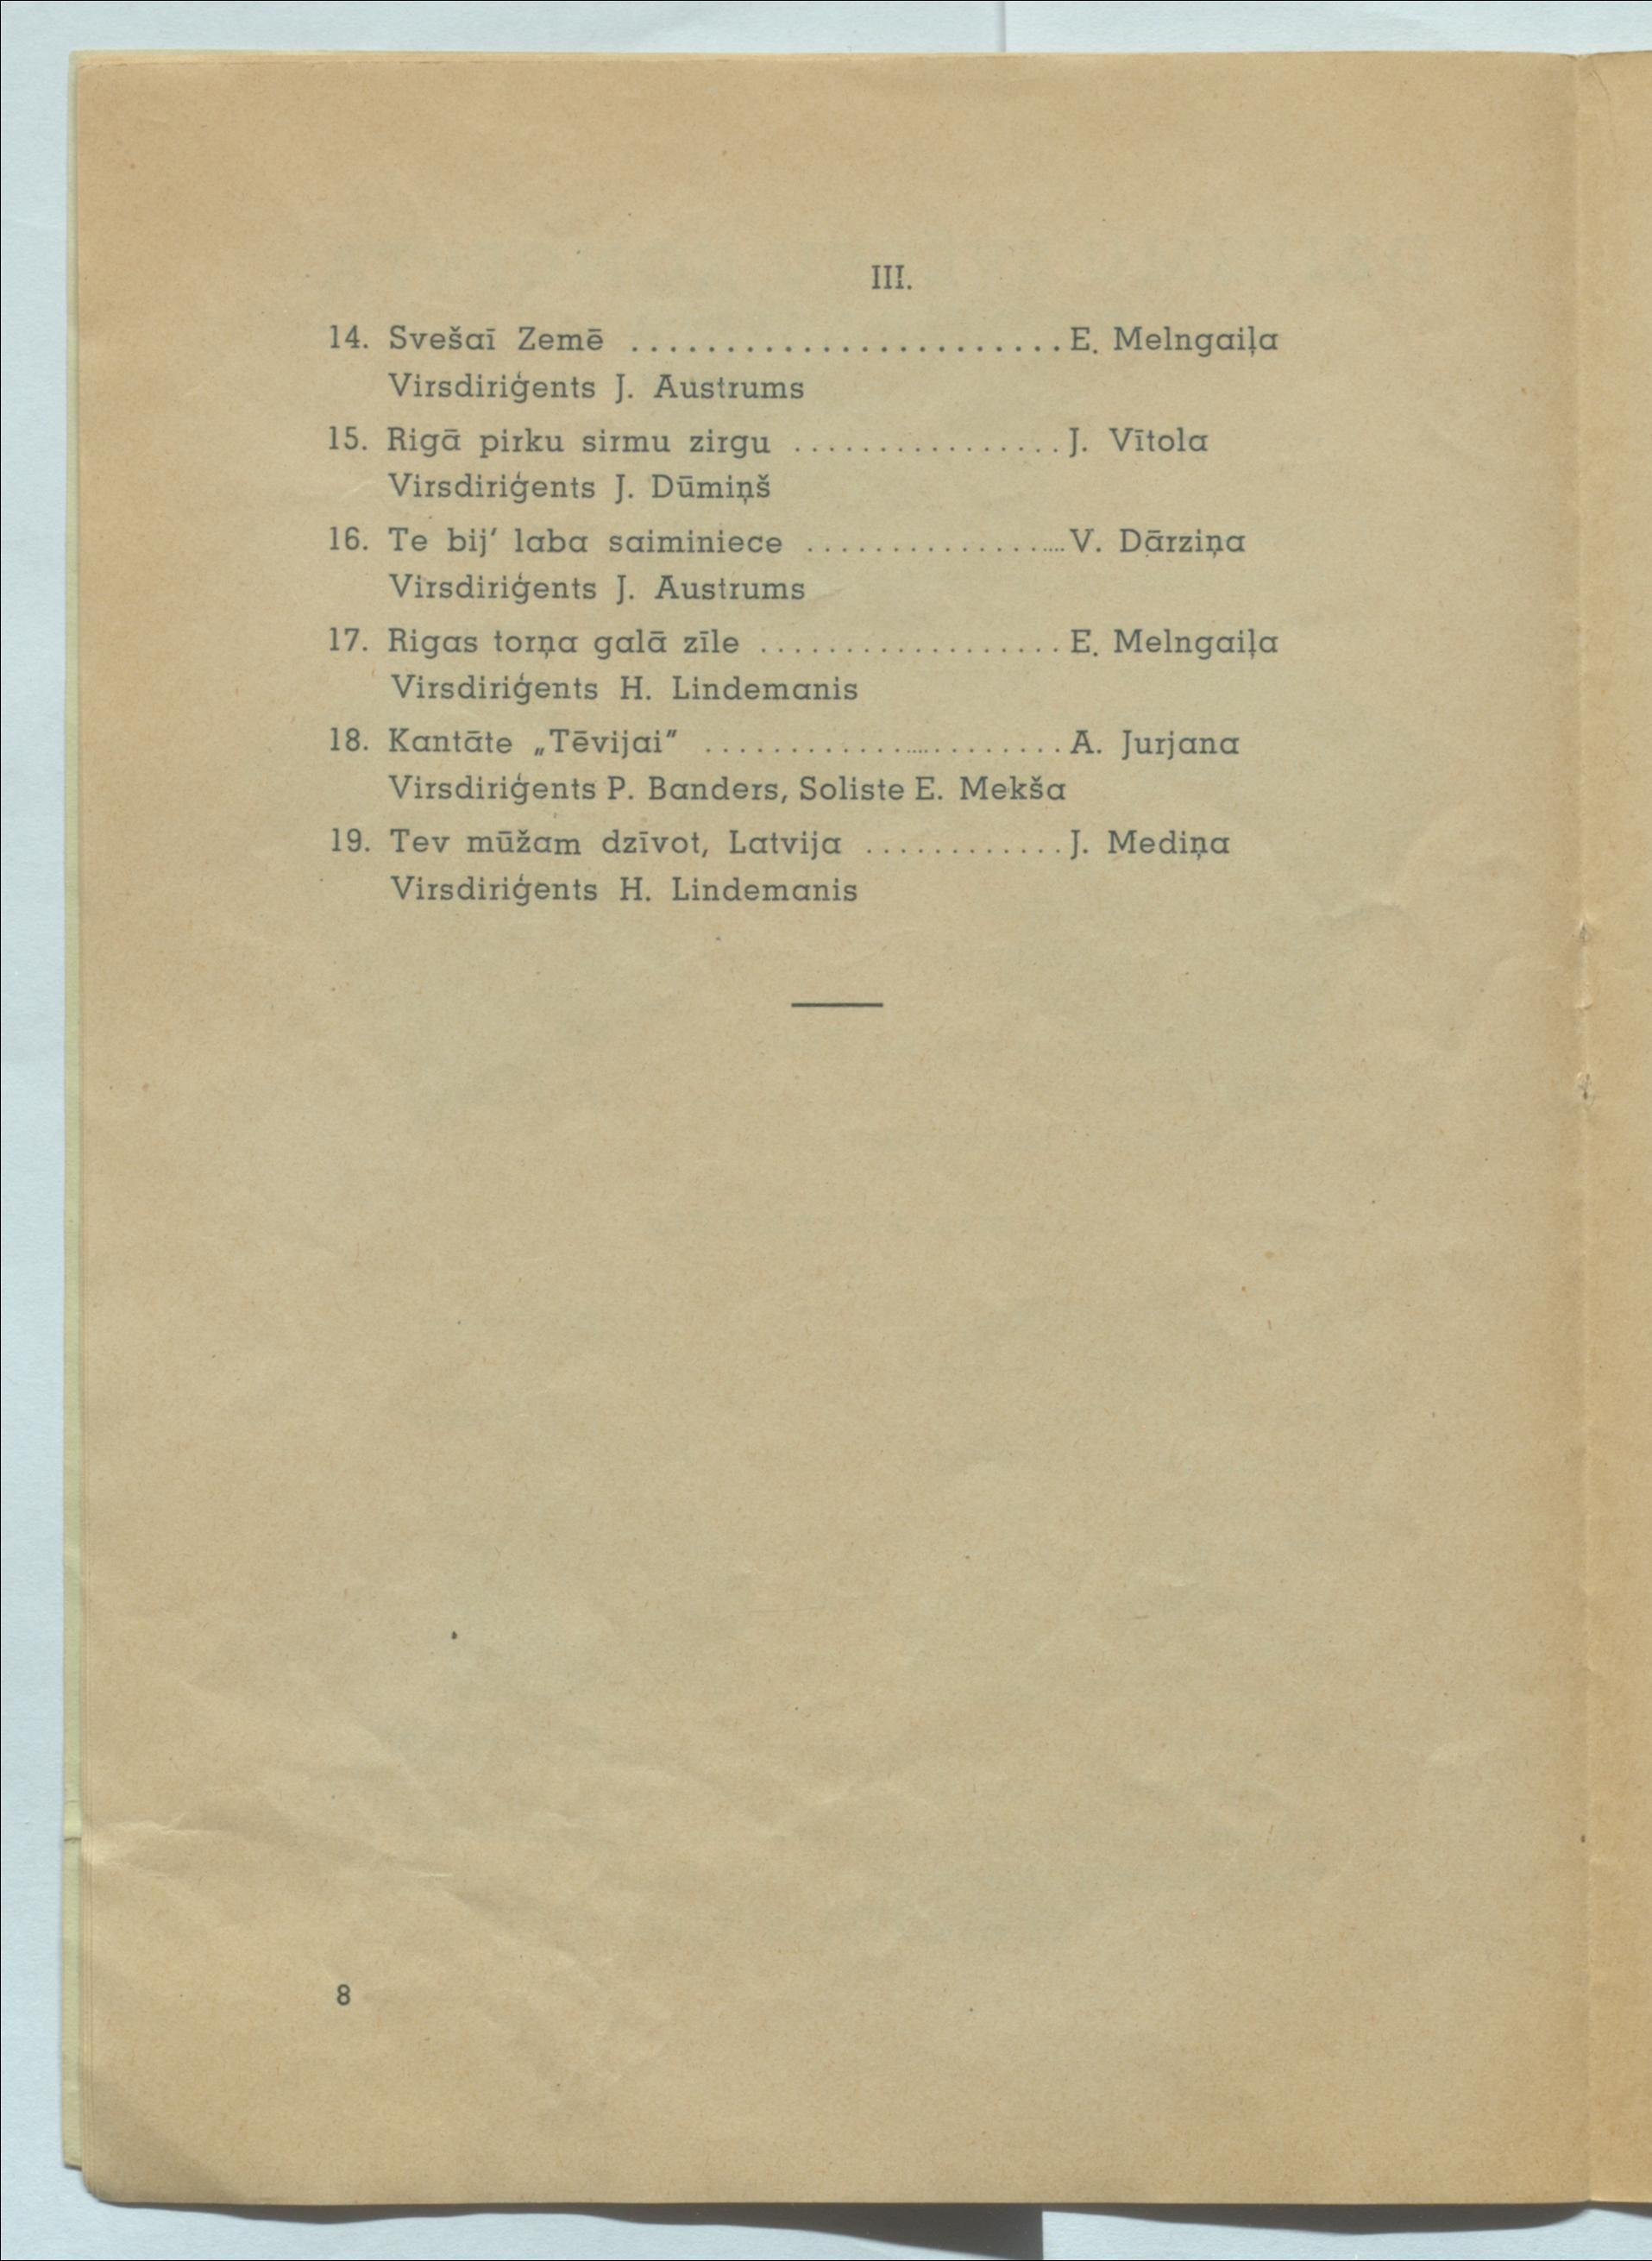 III.
14. Svešaī Zemē ........................ E. Melngaiļa
Virsdiriģents J. Austrums
15. Rigā pirku sirmu zirgu ................ J. Vītola
Virsdiriģents J. Dūmiņš
16. Te bij’ laba saiminiece .................. V. Dārziņa
Virsdiriģents J. Austrums
17. Rigas torņa galā zīle .................. E. Melngaiļa
Virsdiriģents H. Lindemanis
18. Kantāte „Tēvijai” ........................ A. Jurjana
Virsdiriģents P. Banders, Soliste E. Mekša
19. Tev mūžam dzīvot, Latvija ............ J. Mediņa
Virsdiriģents H. Lindemanis
8